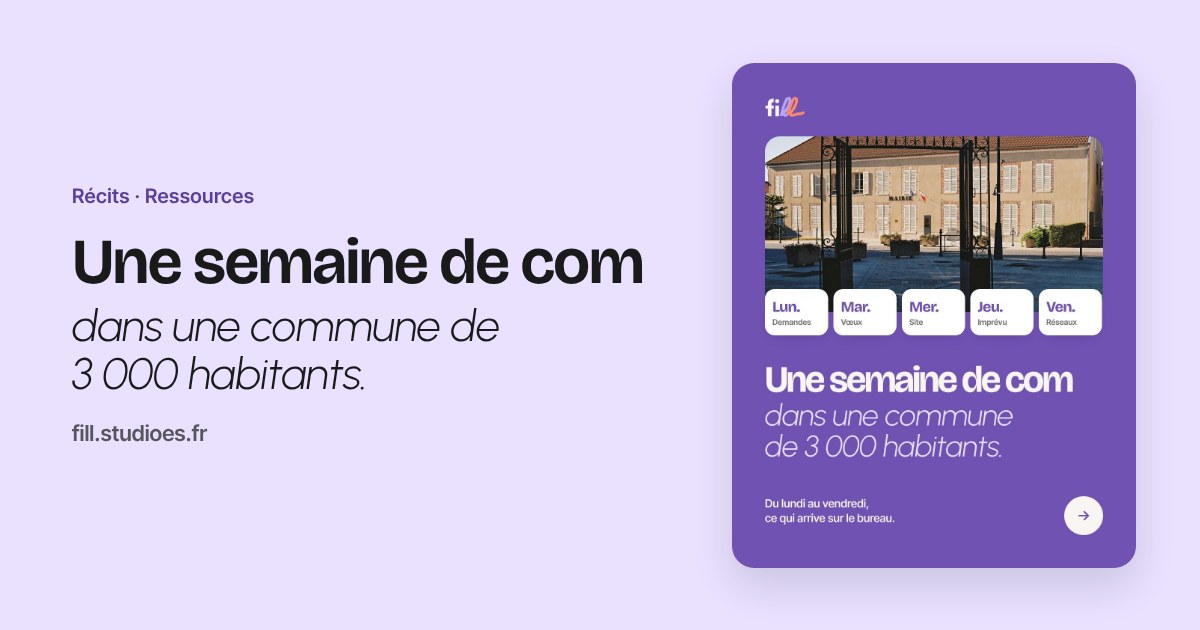 Récits · Ressources
Une semaine de com
dans une commune de
3 000 habitants.
fill.studioes.fr
fill
MAIRIE
Lun.
Demandes
Mar.
Vœux
Mer.
Site
Jeu.
Imprévu
Ven.
Réseaux
Une semaine de com
dans une commune
de 3 000 habitants.
Du lundi au vendredi,
ce qui arrive sur le bureau.